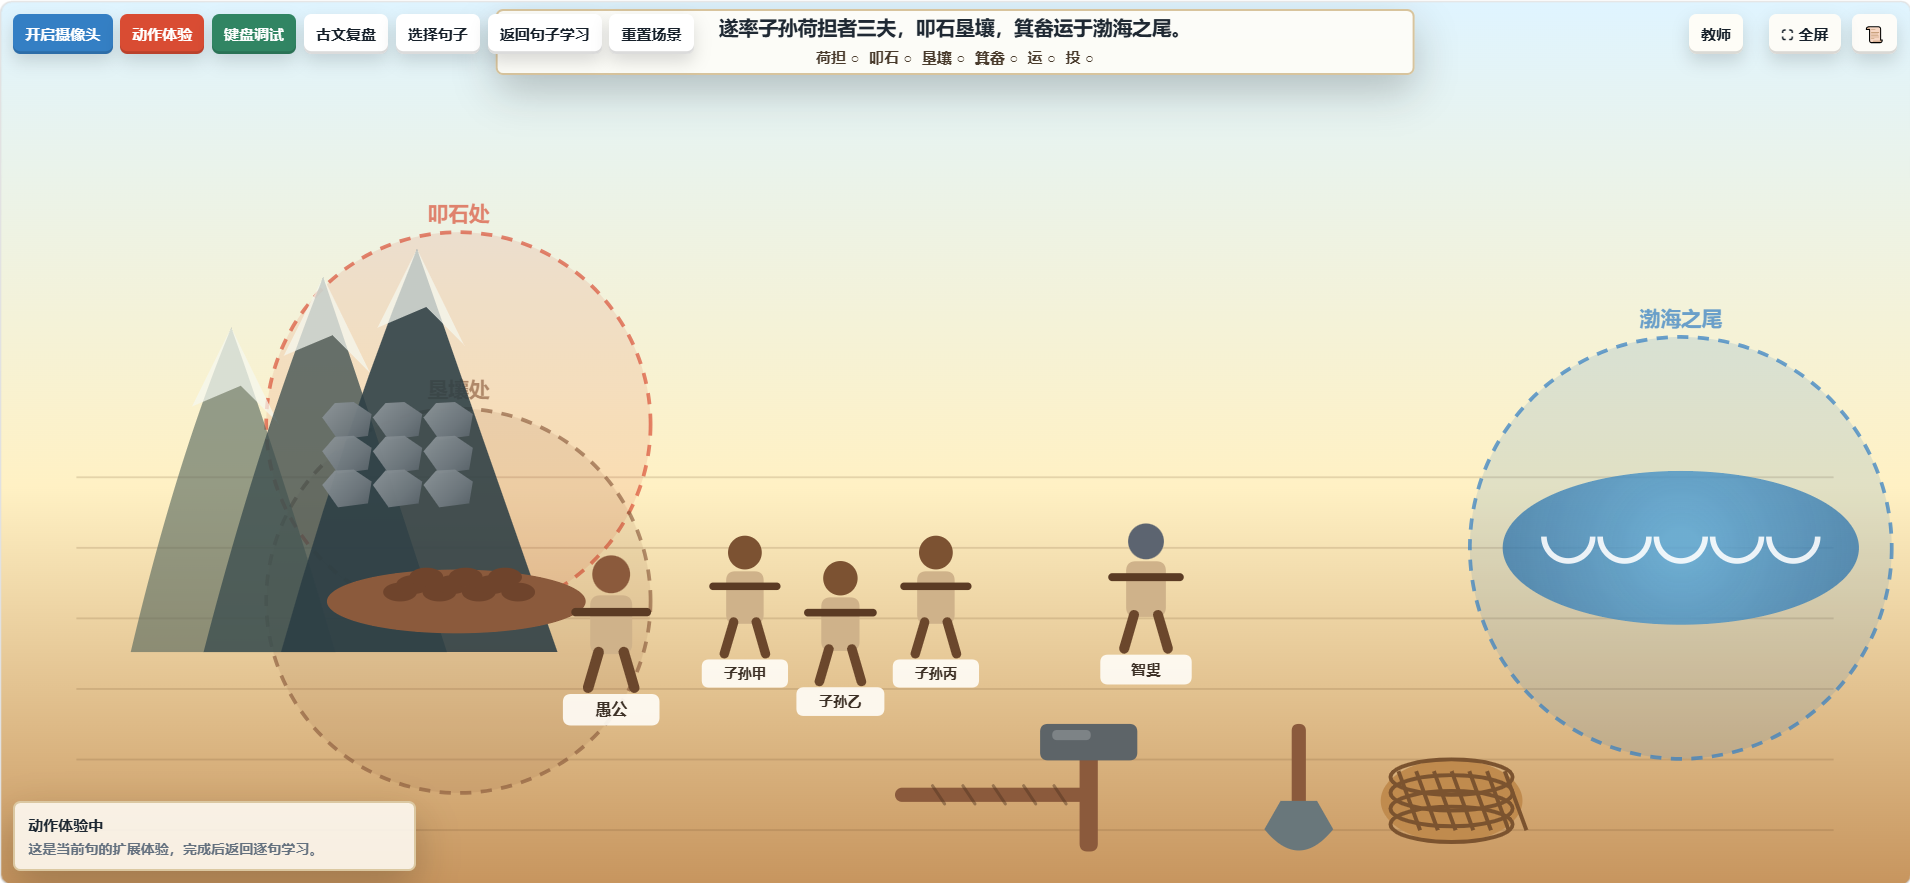 开启摄像头
动作体验
键盘调试
古文复盘
选择句子
返回句子学习
重置场景
遂率子孙荷担者三夫，叩石垦壤，箕畚运于渤海之尾。
荷担 ○ 叩石 ○ 垦壤 ○ 箕畚 ○ 运 ○ 投 ○
教师
全屏
叩石处
渤海之尾
垦壤处
子孙甲
子孙乙
子孙丙
智叟
愚公
动作体验中
这是当前句的扩展体验，完成后返回逐句学习。